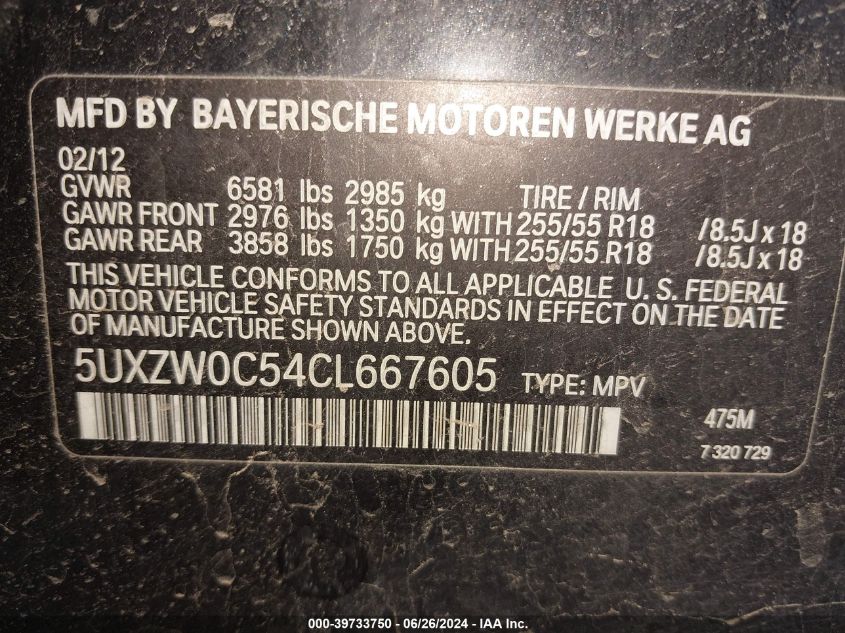 MFD BY BAYERISCHE MOTOREN WERKE AG
02/12
GVWR 6581 lbs 2985 kg TIRE / RIM
GAWR FRONT 2976 lbs 1350 kg WITH 255/55 R18 /8.5J x 18
GAWR REAR 3858 lbs 1750 kg WITH 255/55 R18 /8.5J x 18
THIS VEHICLE CONFORMS TO ALL APPLICABLE U. S. FEDERAL
MOTOR VEHICLE SAFETY STANDARDS IN EFFECT ON THE DATE
OF MANUFACTURE SHOWN ABOVE.
5UXZW0C54CL667605 TYPE: MPV
475M
7 320 729
000-39733750 - 06/26/2024 - IAA Inc.